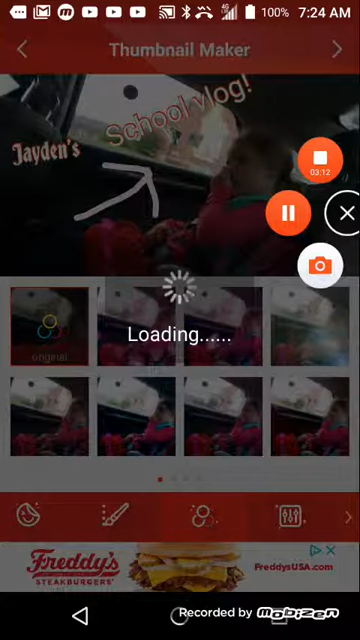 100% 7:24 AM
Thumbnail Maker
School vlog!
Jayden's
03:12
Loading......
original
Freddy's
STEAKBURGERS
FreddysUSA.com
Recorded by mobizen